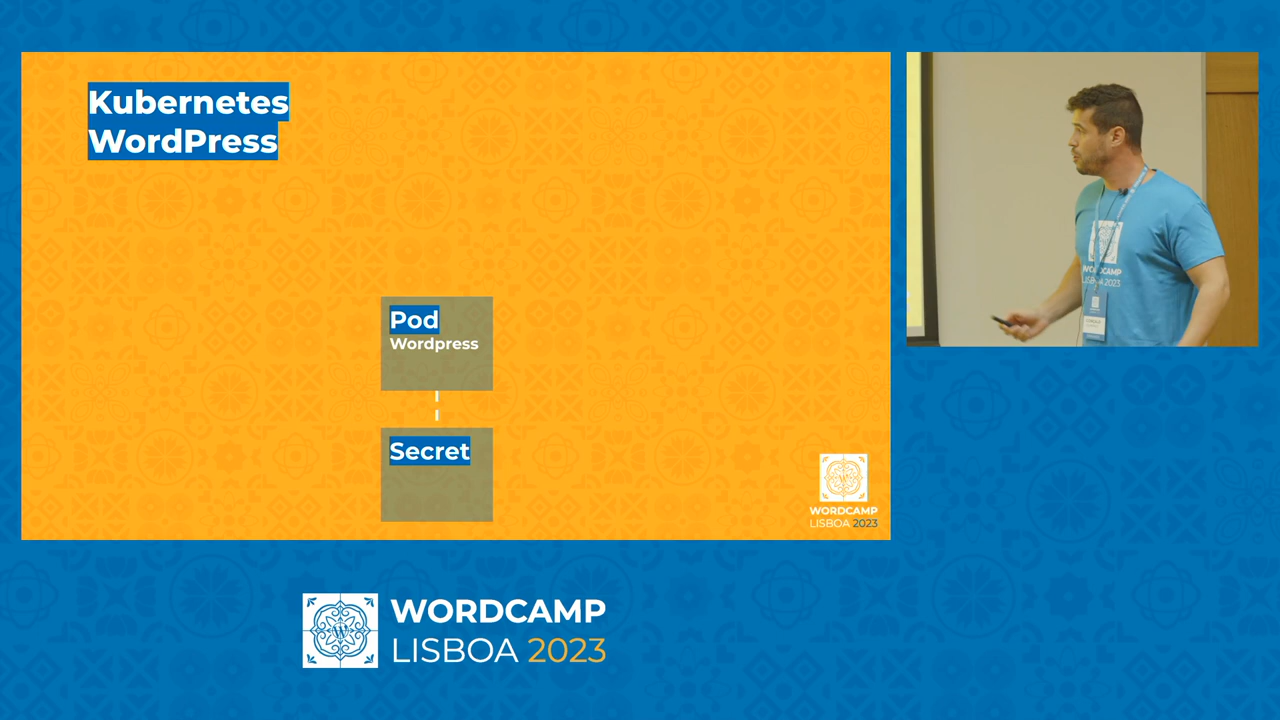 Kubernetes
WordPress
Pod
Wordpress
Secret
WORDCAMP
LISBOA 2023
WORDCAMP
LISBOA 2023